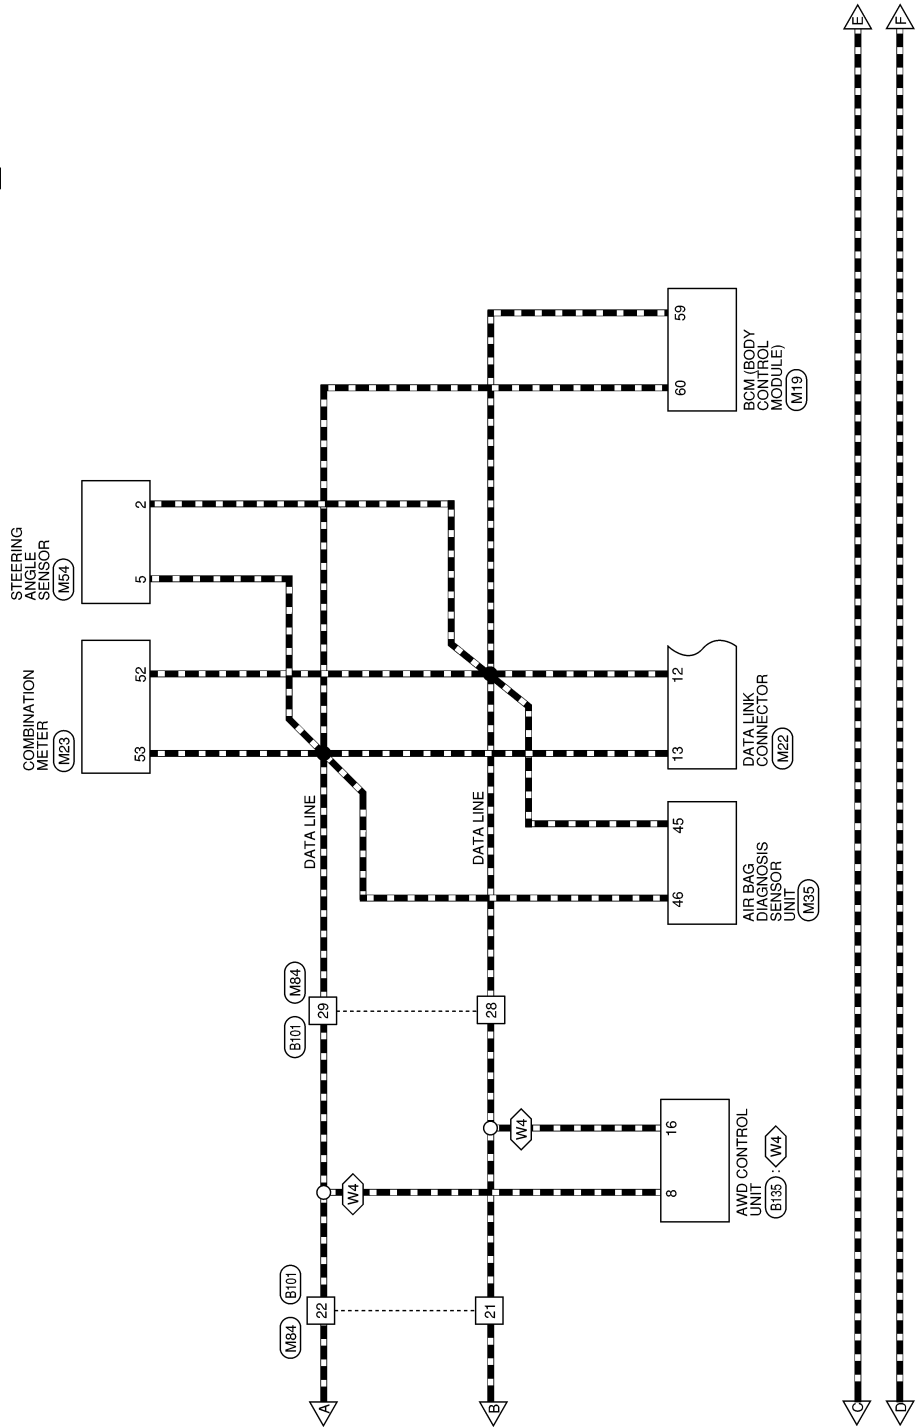 A
B
C
D
M84
B101
22
21
W4
W4
8
16
AWD CONTROL
UNIT
B135 : W4
B101
M84
29
28
DATA LINE
DATA LINE
COMBINATION
METER
M23
53
52
STEERING
ANGLE
SENSOR
M54
5
2
46
45
AIR BAG
DIAGNOSIS
SENSOR
UNIT
M35
13
12
DATA LINK
CONNECTOR
M22
60
59
BCM (BODY
CONTROL
MODULE)
M19
E
F